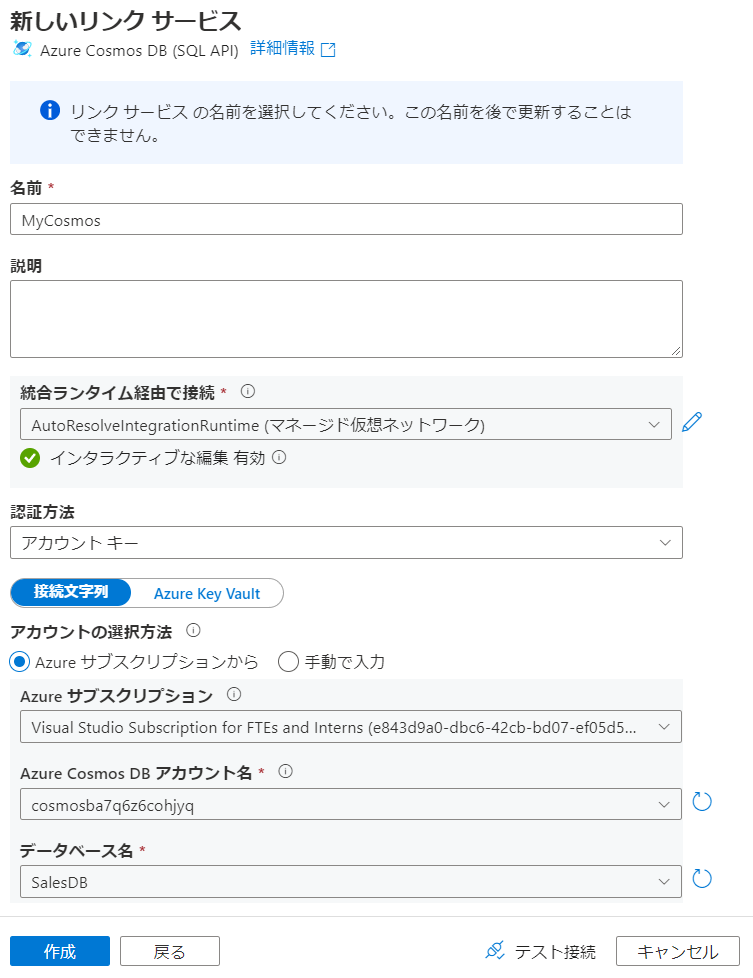 新しいリンク サービス
Azure Cosmos DB (SQL API) 詳細情報
リンク サービス の名前を選択してください。この名前を後で更新することは
できません。
名前 *
MyCosmos
説明
統合ランタイム経由で接続 *
AutoResolveIntegrationRuntime (マネージド仮想ネットワーク)
インタラクティブな編集 有効
認証方法
アカウント キー
接続文字列 Azure Key Vault
アカウントの選択方法
Azure サブスクリプションから 手動で入力
Azure サブスクリプション
Visual Studio Subscription for FTEs and Interns (e843d9a0-dbc6-42cb-bd07-ef05d5...
Azure Cosmos DB アカウント名 *
cosmosba7q6z6cohjyq
データベース名 *
SalesDB
作成 戻る テスト接続 キャンセル